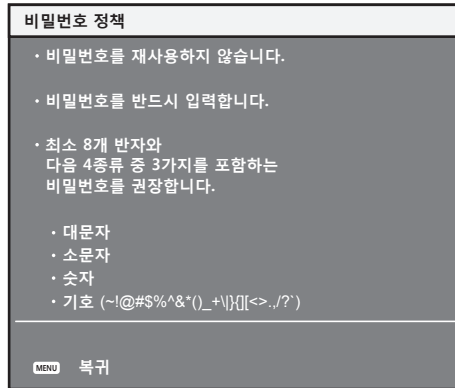 비밀번호 정책
· 비밀번호를 재사용하지 않습니다.
· 비밀번호를 반드시 입력합니다.
· 최소 8개 반자와
다음 4종류 중 3가지를 포함하는
비밀번호를 권장합니다.
· 대문자
· 소문자
· 숫자
· 기호 (~!@#$%^&*()_+\|}{][<>.,/?`)
MENU 복귀